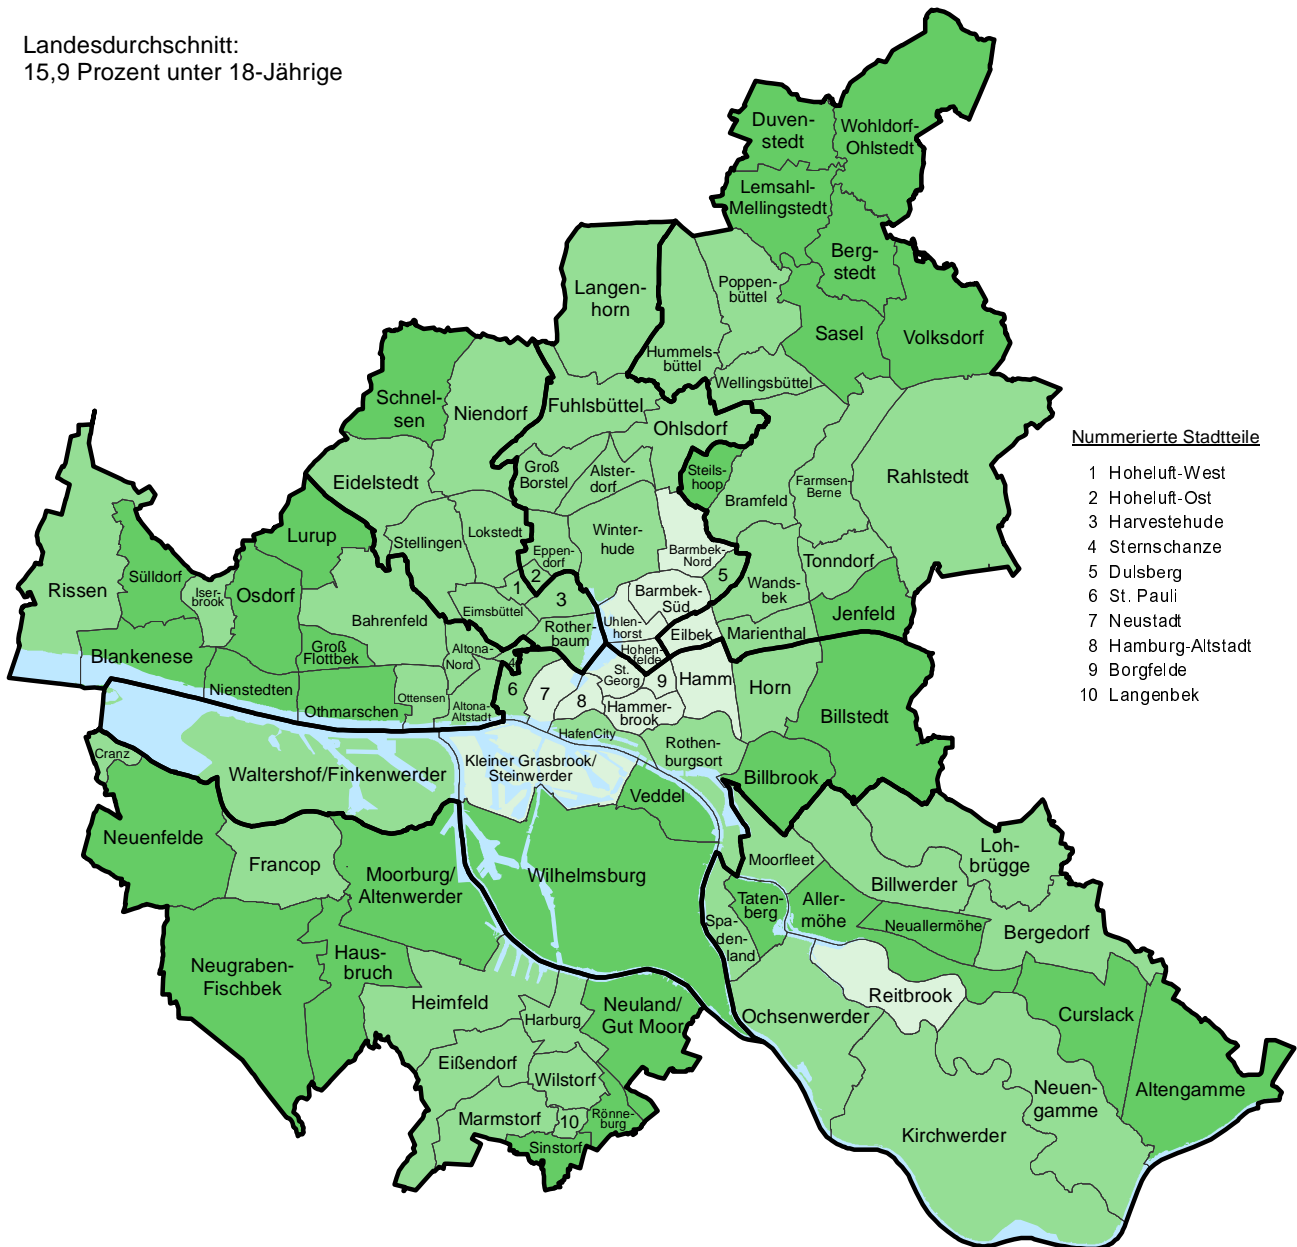 Landesdurchschnitt:
15,9 Prozent unter 18-Jährige
Duven-
stedt
Wohldorf-
Ohlstedt
Lemsahl-
Mellingstedt
Berg-
stedt
Poppen-
büttel
Langen-
horn
Sasel
Volksdorf
Hummels-
büttel
Wellingsbüttel
Schnel-
sen
Niendorf
Fuhlsbüttel
Ohlsdorf
Nummerierte Stadtteile
1 Hoheluft-West
2 Hoheluft-Ost
3 Harvestehude
4 Sternschanze
5 Dulsberg
6 St. Pauli
7 Neustadt
8 Hamburg-Altstadt
9 Borgfelde
10 Langenbek
Eidelstedt
Groß
Borstel
Alster-
dorf
Steils-
hoop
Bramfeld
Farmsen-
Berne
Rahlstedt
Lurup
Stellingen
Lokstedt
Winter-
hude
Eppen-
dorf
Barmbek-
Nord
Tonndorf
Rissen
Sülldorf
Iser-
brook
Osdorf
Bahrenfeld
Eimsbüttel
1
2
3
5
Barmbek-
Süd
Wands-
bek
Jenfeld
Blankenese
Groß
Flottbek
Altona-
Nord
Rother-
baum
Uhlen-
horst
Hohen-
felde
Eilbek
Marienthal
Nienstedten
Othmarschen
Ottensen
Altona-
Altstadt
4
6
7
8
St.
Georg
9
Hamm
Horn
Billstedt
Hammer-
brook
HafenCity
Rothen-
burgsort
Billbrook
Cranz
Waltershof/Finkenwerder
Kleiner Grasbrook/
Steinwerder
Veddel
Neuenfelde
Francop
Moorburg/
Altenwerder
Wilhelmsburg
Moorfleet
Billwerder
Loh-
brügge
Taten-
berg
Aller-
möhe
Neuallermöhe
Bergedorf
Spa-
den-
land
Neugraben-
Fischbek
Haus-
bruch
Heimfeld
Harburg
Neuland/
Gut Moor
Ochsenwerder
Reitbrook
Curslack
Eißendorf
Wilstorf
Neuen-
gamme
Altengamme
Marmstorf
10
Rönne-
burg
Sinstorf
Kirchwerder